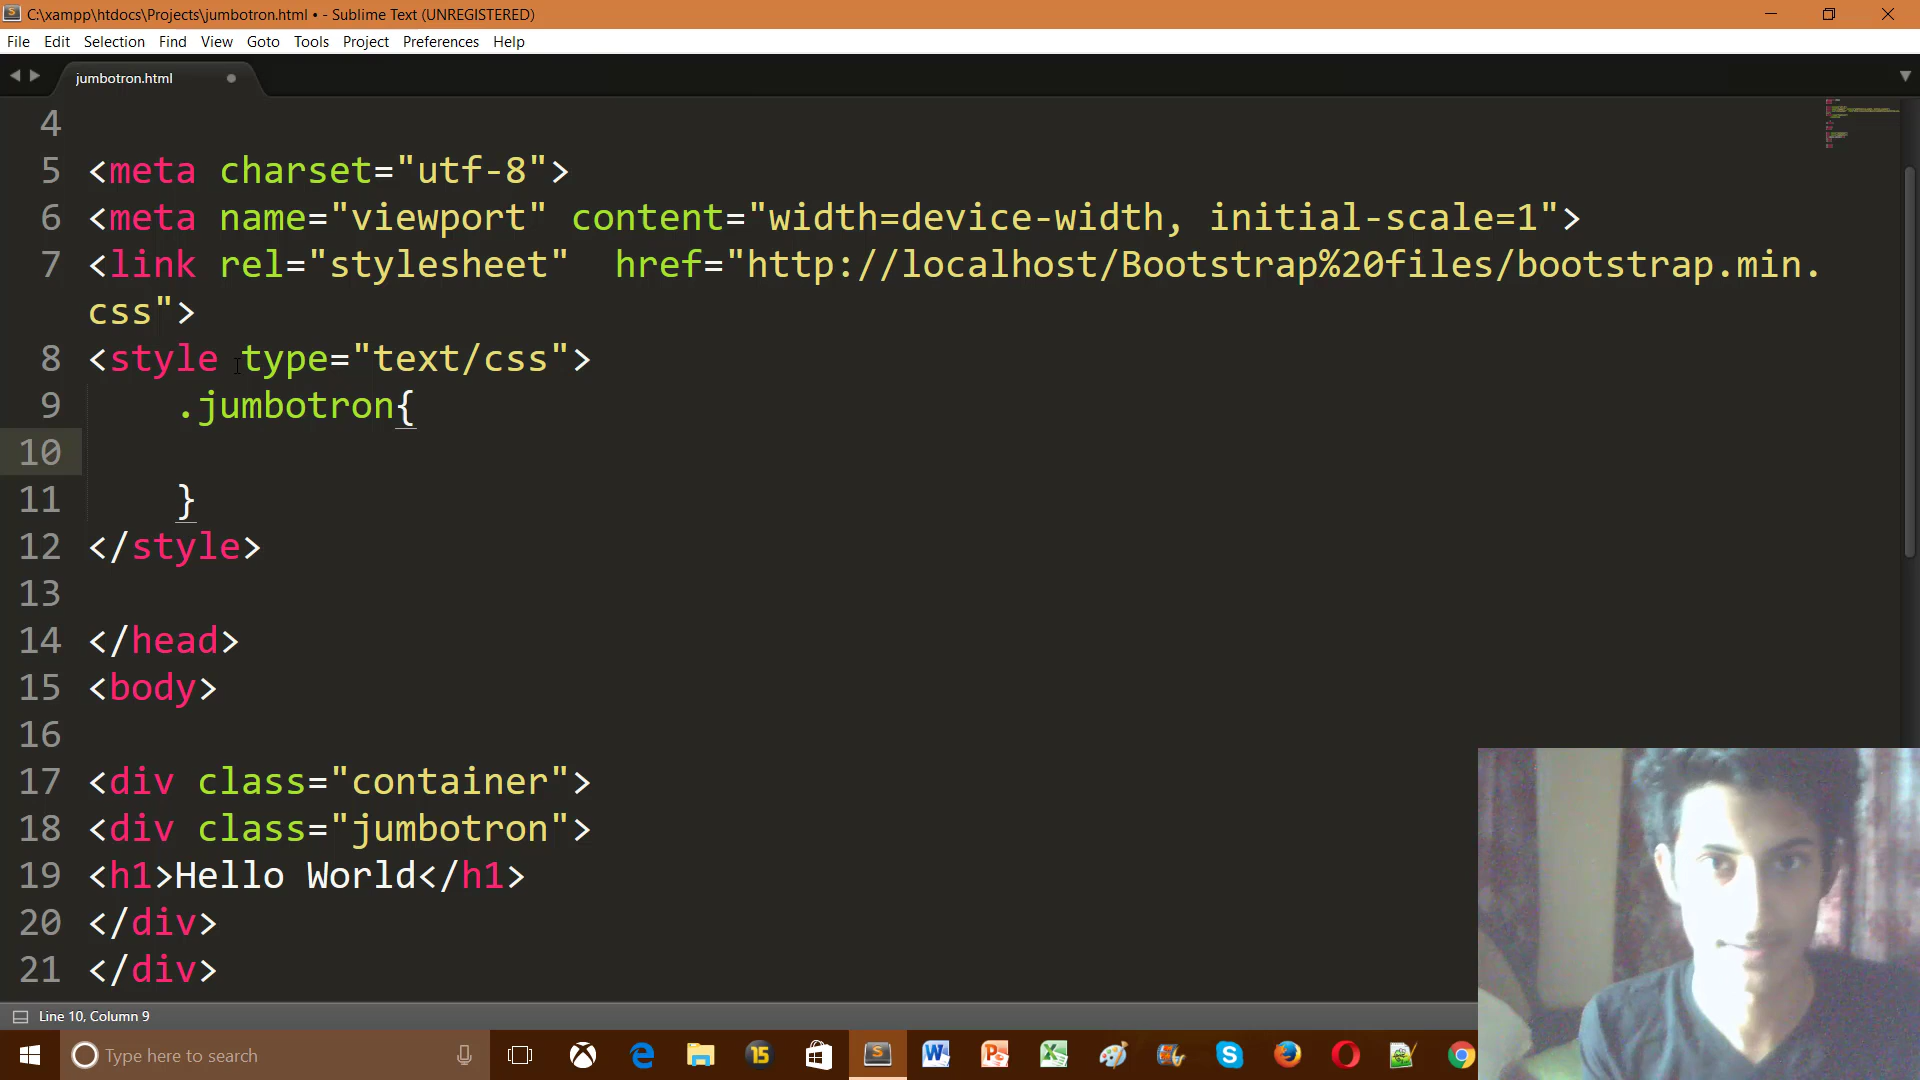 C:\xampp\htdocs\Projects\jumbotron.html • - Sublime Text (UNREGISTERED)
File Edit Selection Find View Goto Tools Project Preferences Help
jumbotron.html
4
5 <meta charset="utf-8">
6 <meta name="viewport" content="width=device-width, initial-scale=1">
7 <link rel="stylesheet"  href="http://localhost/Bootstrap%20files/bootstrap.min.
css">
8 <style type="text/css">
9     .jumbotron{
10
11     }
12 </style>
13
14 </head>
15 <body>
16
17 <div class="container">
18 <div class="jumbotron">
19 <h1>Hello World</h1>
20 </div>
21 </div>
Line 10, Column 9
Type here to search
15